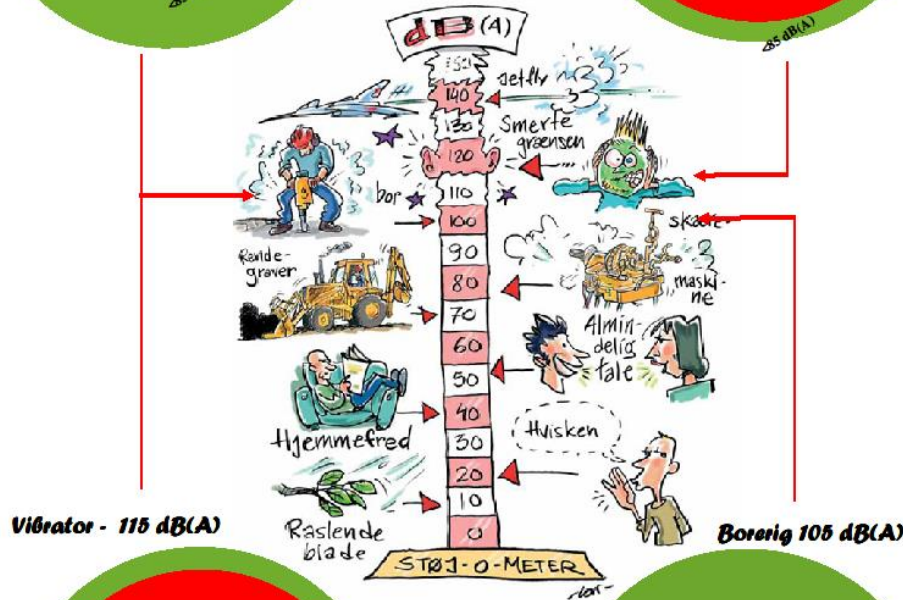 dB (A)
<85 dB(A)
150
Jetfly
140
130
Smerte
grænsen
120
bor
110
100
skære-
maski-
ne
Rende-
graver
90
80
70
Almin-
delig
tale
60
50
40
Hjemmefred
30
Hvisken
20
10
Raslende
blade
0
STØJ-O-METER
Vibrator - 115 dB(A)
Borerig 105 dB(A)